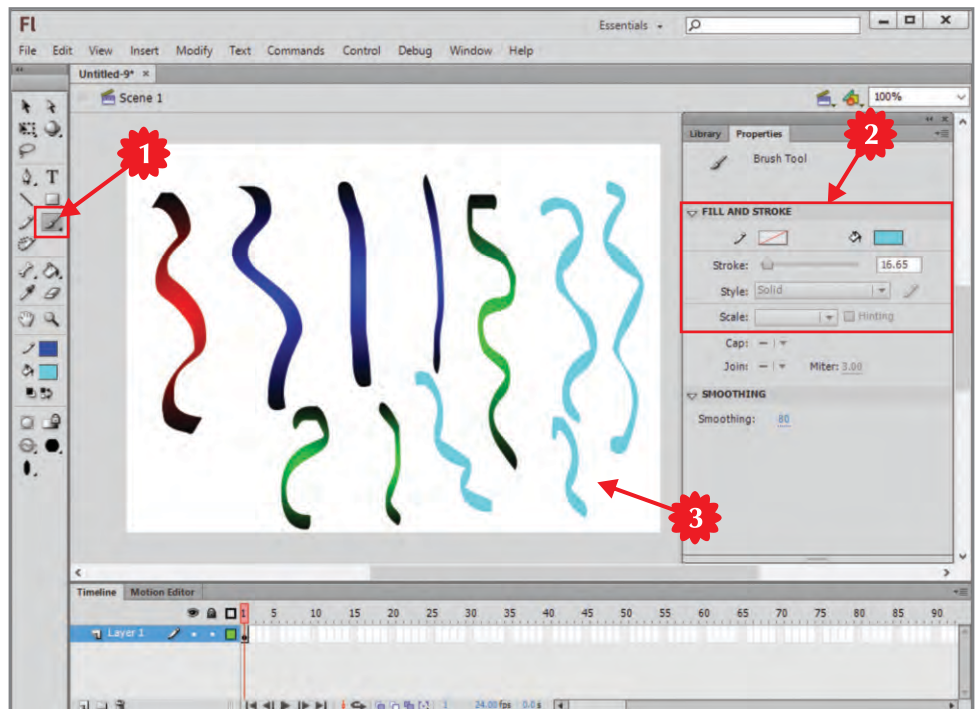 Fl
Essentials
File Edit View Insert Modify Text Commands Control Debug Window Help
Untitled-9* ×
Scene 1
100%
1
2
Library Properties
Brush Tool
T
FILL AND STROKE
Stroke: 16.65
Style: Solid
Scale: Hinting
Cap:
Join: Miter: 3.00
SMOOTHING
Smoothing: 80
3
Timeline Motion Editor
1 5 10 15 20 25 30 35 40 45 50 55 60 65 70 75 80 85 90
Layer 1
1 24.00 fps 0.0 s